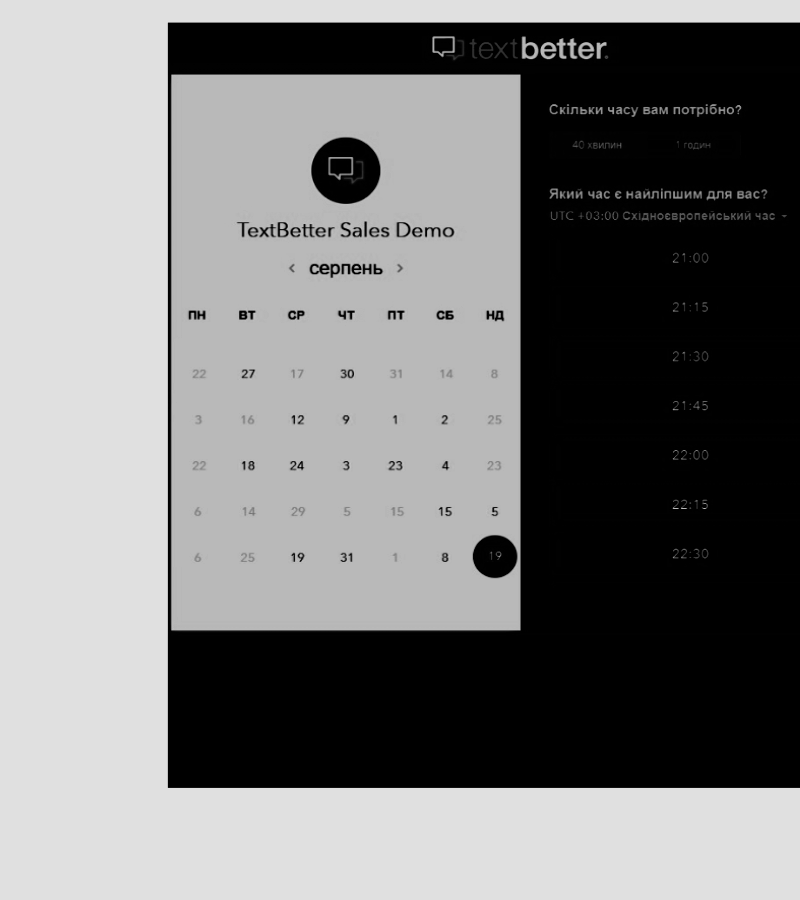 textbetter.
TextBetter Sales Demo
‹ серпень ›
ПН ВТ СР ЧТ ПТ СБ НД
22 27 17 30 31 14 8
3 16 12 9 1 2 25
22 18 24 3 23 4 23
6 14 29 5 15 15 5
6 25 19 31 1 8 19
Скільки часу вам потрібно?
40 хвилин 1 годин
Який час є найліпшим для вас?
UTC +03:00 Східноєвропейський час
21:00
21:15
21:30
21:45
22:00
22:15
22:30